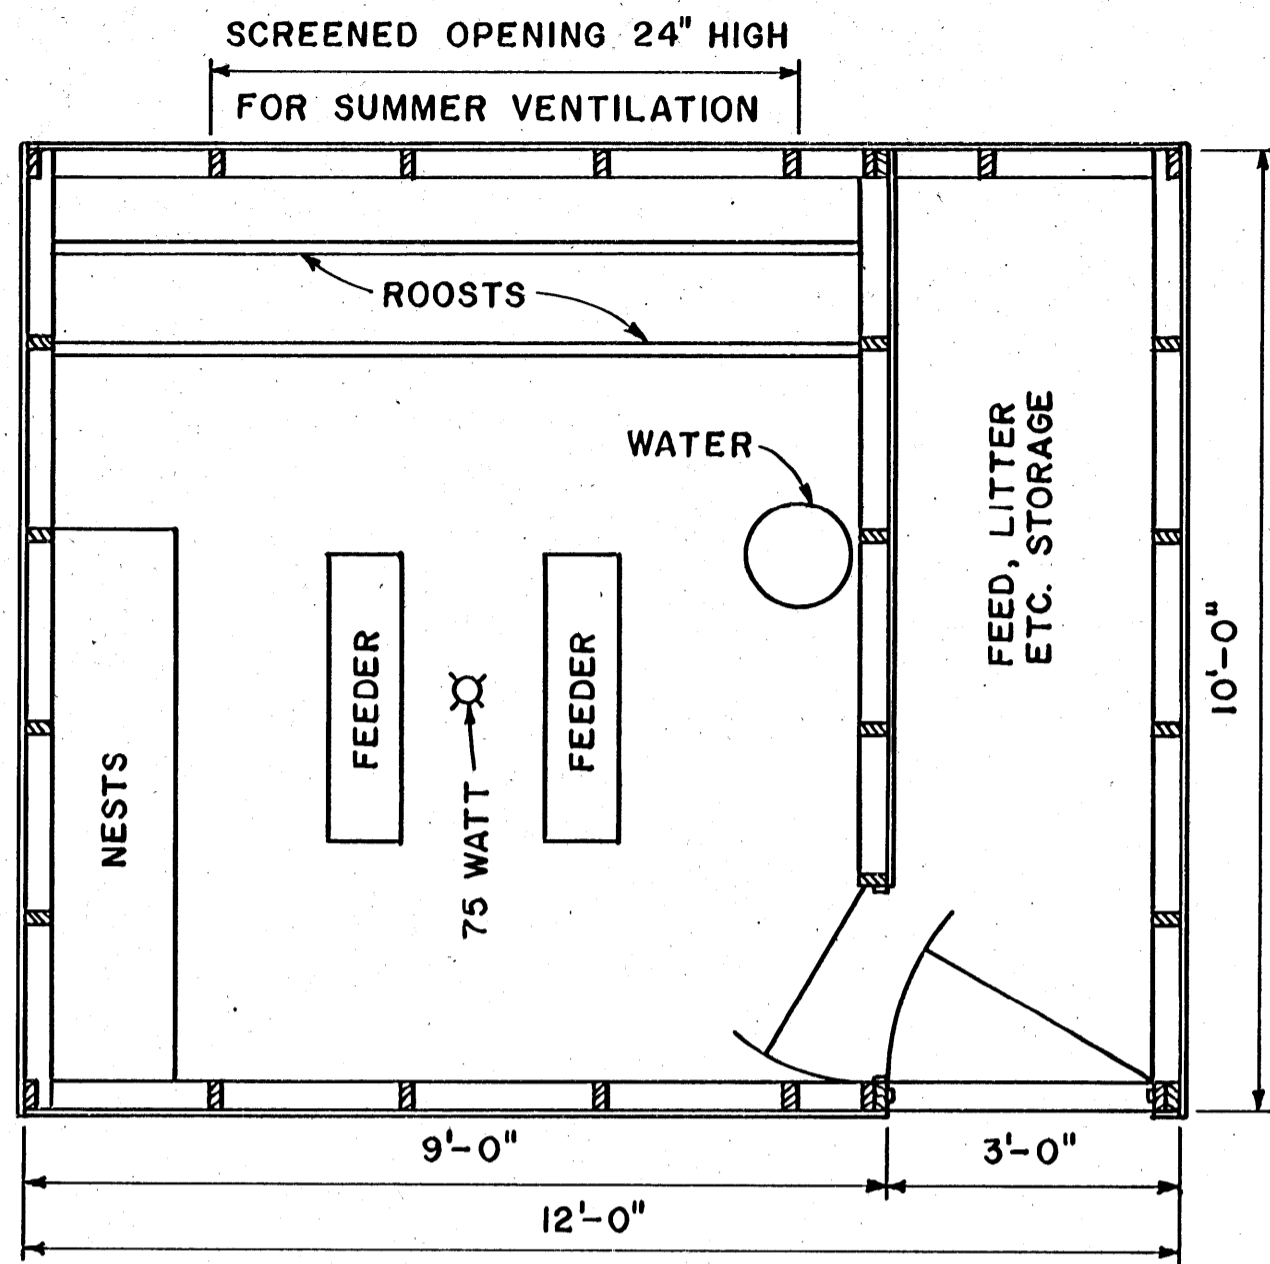 SCREENED OPENING 24" HIGH
FOR SUMMER VENTILATION
ROOSTS
WATER
FEED, LITTER
ETC. STORAGE
FEEDER
FEEDER
75 WATT
NESTS
10'-0"
9'-0"
3'-0"
12'-0"